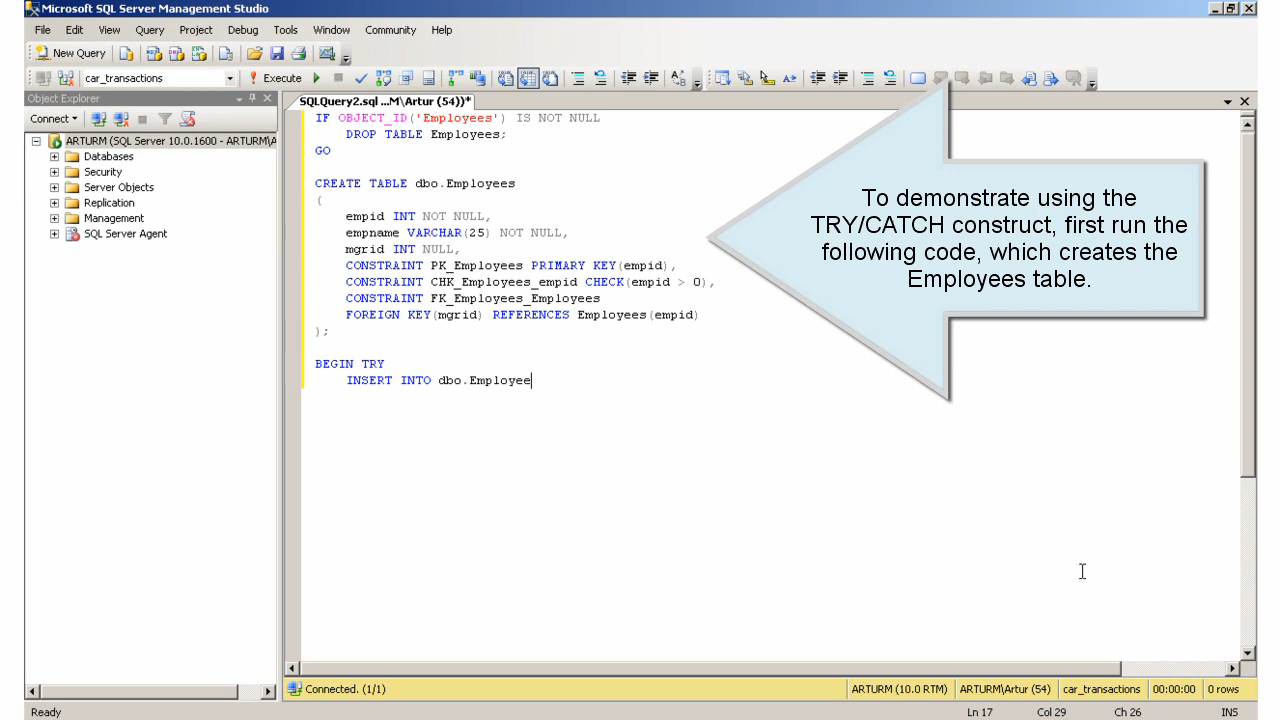 Microsoft SQL Server Management Studio
File Edit View Query Project Debug Tools Window Community Help
New Query
car_transactions Execute
Object Explorer
SQLQuery2.sql ...M\Artur (54))*
Connect
ARTURM (SQL Server 10.0.1600 - ARTURM\A
Databases
Security
Server Objects
Replication
Management
SQL Server Agent
IF OBJECT_ID('Employees') IS NOT NULL
DROP TABLE Employees;
GO
CREATE TABLE dbo.Employees
(
empid INT NOT NULL,
empname VARCHAR(25) NOT NULL,
mgrid INT NULL,
CONSTRAINT PK_Employees PRIMARY KEY(empid),
CONSTRAINT CHK_Employees_empid CHECK(empid > 0),
CONSTRAINT FK_Employees_Employees
FOREIGN KEY(mgrid) REFERENCES Employees(empid)
);
BEGIN TRY
INSERT INTO dbo.Employee
To demonstrate using the
TRY/CATCH construct, first run the
following code, which creates the
Employees table.
Connected. (1/1)
ARTURM (10.0 RTM) ARTURM\Artur (54) car_transactions 00:00:00 0 rows
Ready
Ln 17 Col 29 Ch 26 INS